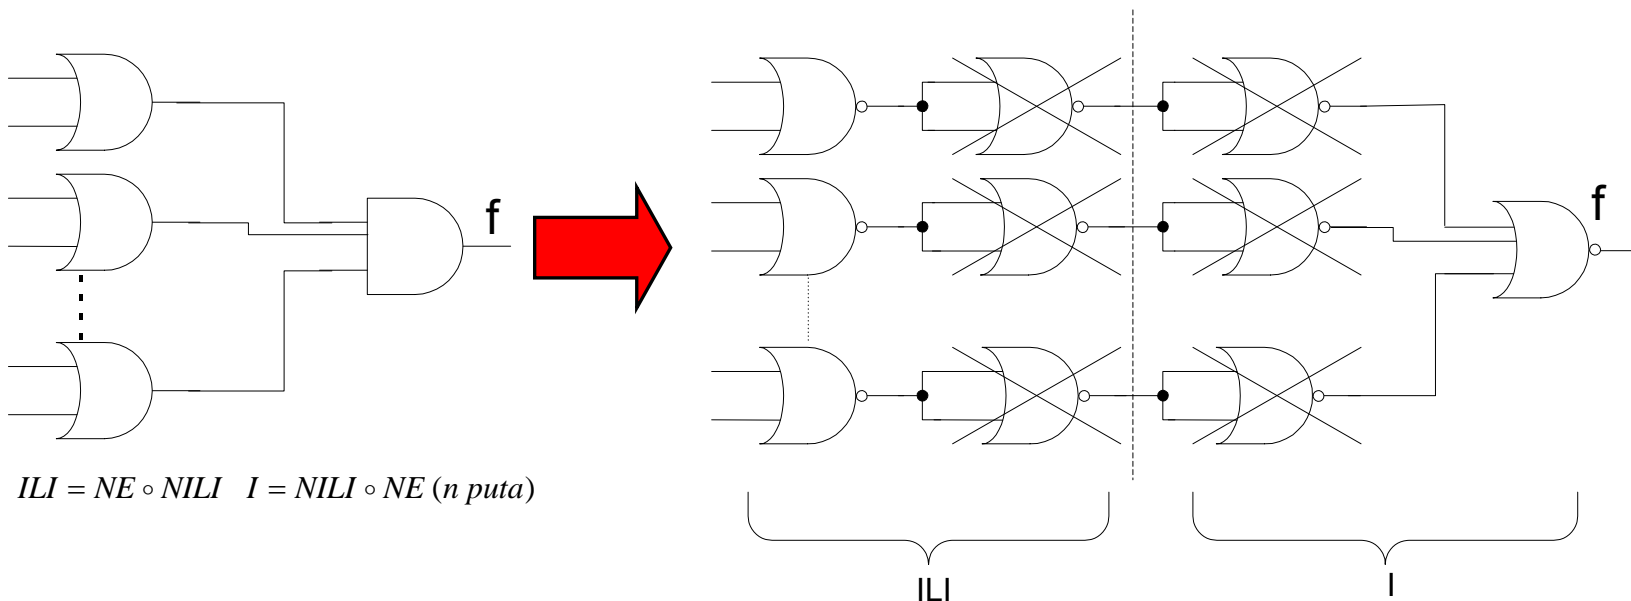 f
f
ILI = NE ∘ NILI I = NILI ∘ NE (n puta)
ILI
I